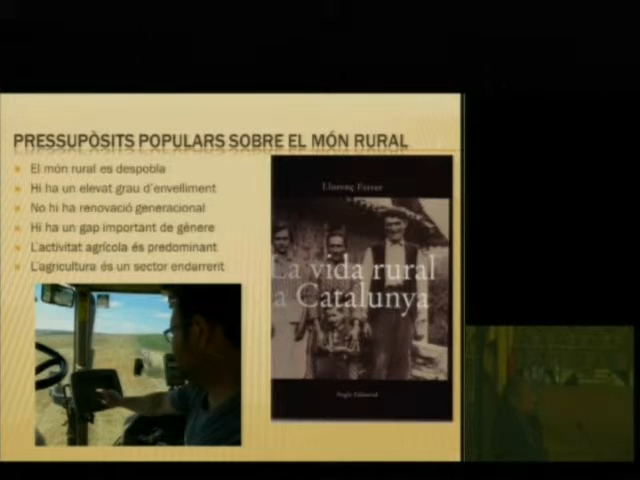 PRESSUPÒSITS POPULARS SOBRE EL MÓN RURAL
El món rural es despobla
Hi ha un elevat grau d'envelliment
No hi ha renovació generacional
Hi ha un gap important de gènere
L'activitat agrícola és predominant
L'agricultura és un sector endarrerit
Llorenç Ferrer
La vida rural
a Catalunya
Angle Editorial